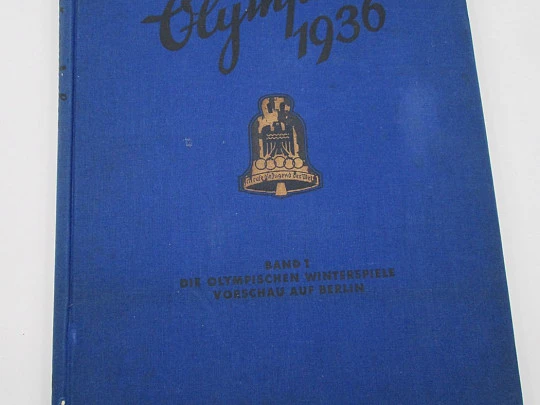 1936
BAND I
DIE OLYMPISCHEN WINTERSPIELE
VORSCHAU AUF BERLIN